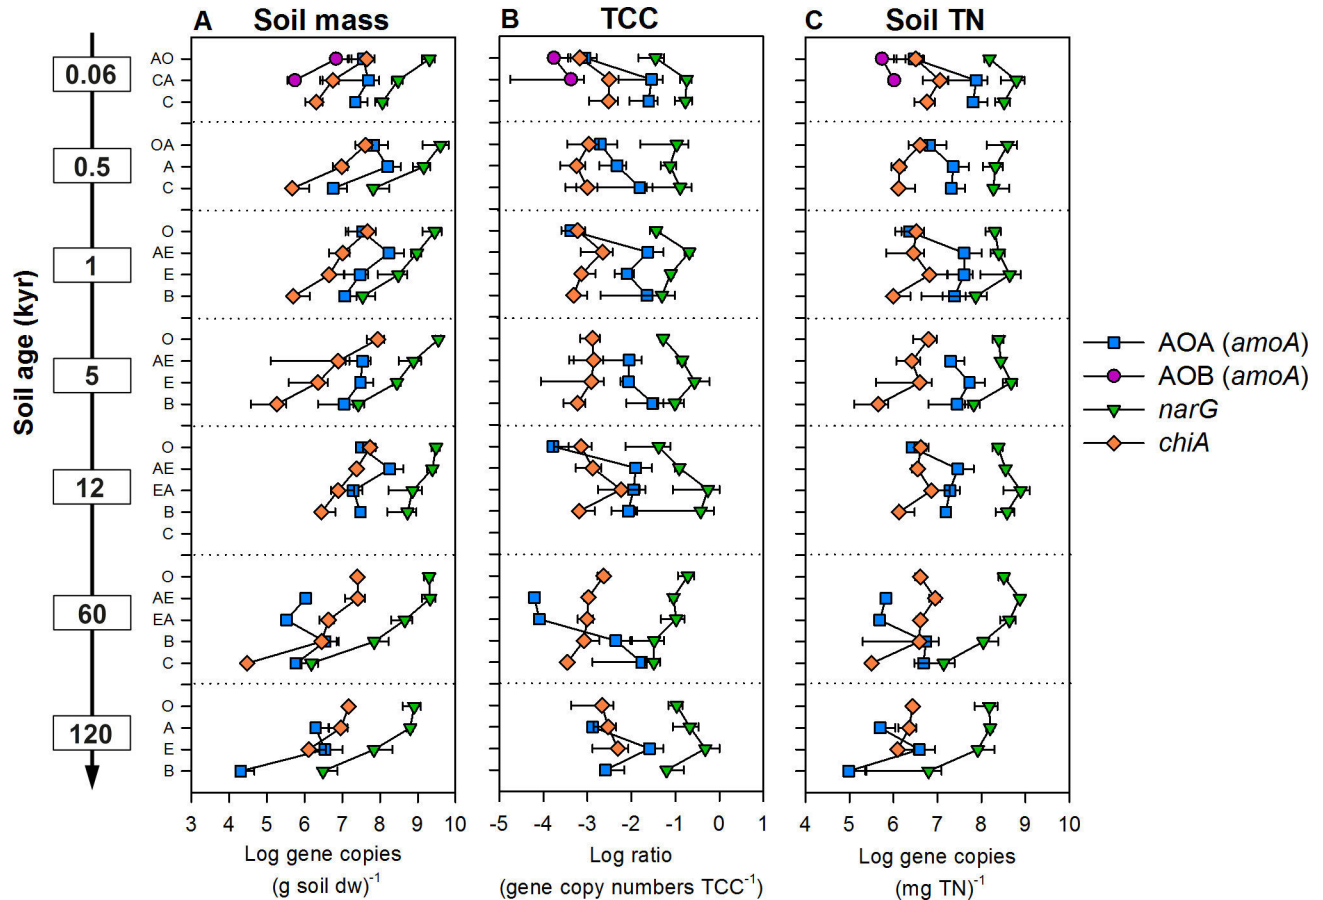 A Soil mass
B TCC
C Soil TN
Soil age (kyr)
0.06
AO
CA
C
0.5
OA
A
C
1
O
AE
E
B
5
O
AE
E
B
12
O
AE
EA
B
C
60
O
AE
EA
B
C
120
O
A
E
B
AOA (amoA)
AOB (amoA)
narG
chiA
3 4 5 6 7 8 9 10
-5 -4 -3 -2 -1 0 1
4 5 6 7 8 9 10
Log gene copies
(g soil dw)-1
Log ratio
(gene copy numbers TCC-1)
Log gene copies
(mg TN)-1